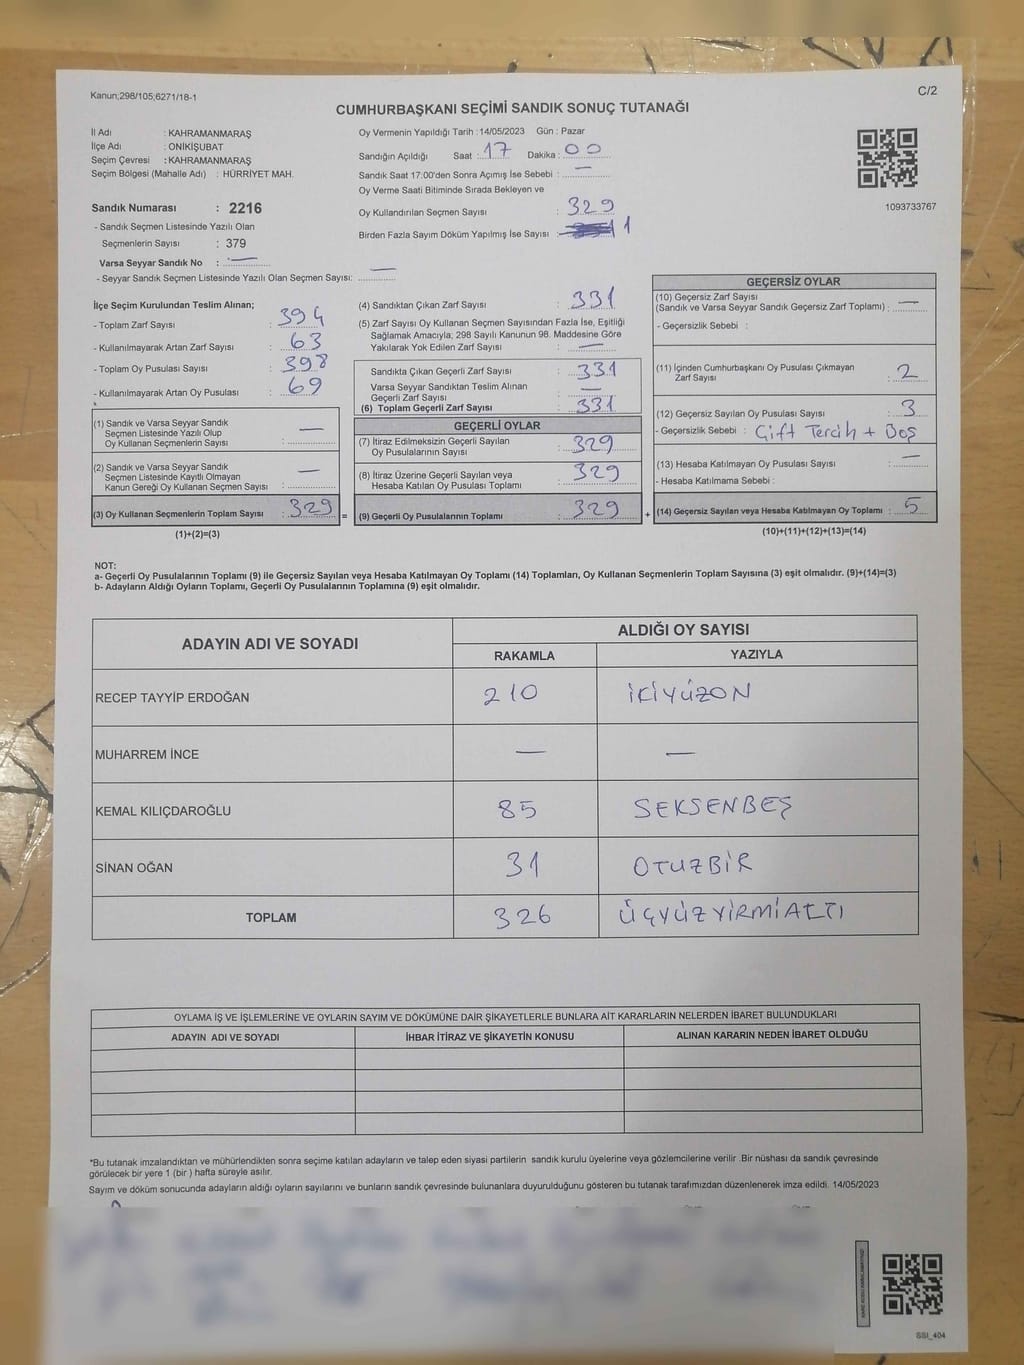 Kanun;298/105;6271/18-1
C/2
CUMHURBAŞKANI SEÇİMİ SANDIK SONUÇ TUTANAĞI
İl Adı : KAHRAMANMARAŞ
İlçe Adı : ONİKİŞUBAT
Seçim Çevresi : KAHRAMANMARAŞ
Seçim Bölgesi (Mahalle Adı) : HÜRRİYET MAH.
Sandık Numarası : 2216
- Sandık Seçmen Listesinde Yazılı Olan
Seçmenlerin Sayısı : 379
Varsa Seyyar Sandık No : —
- Seyyar Sandık Seçmen Listesinde Yazılı Olan Seçmen Sayısı: —
Oy Vermenin Yapıldığı Tarih : 14/05/2023 Gün : Pazar
Sandığın Açıldığı Saat : 17 Dakika : 00
Sandık Saat 17:00'den Sonra Açımış İse Sebebi : —
Oy Verme Saati Bitiminde Sırada Bekleyen ve
Oy Kullandırılan Seçmen Sayısı : 329
Birden Fazla Sayım Döküm Yapılmış İse Sayısı : 1
1093733767
İlçe Seçim Kurulundan Teslim Alınan;
- Toplam Zarf Sayısı : 394
- Kullanılmayarak Artan Zarf Sayısı : 63
- Toplam Oy Pusulası Sayısı : 398
- Kullanılmayarak Artan Oy Pusulası : 69
(1) Sandık ve Varsa Seyyar Sandık
Seçmen Listesinde Yazılı Olup
Oy Kullanan Seçmenlerin Sayısı : —
(2) Sandık ve Varsa Seyyar Sandık
Seçmen Listesinde Kayıtlı Olmayan
Kanun Gereği Oy Kullanan Seçmen Sayısı : —
(3) Oy Kullanan Seçmenlerin Toplam Sayısı : 329 =
(1)+(2)=(3)
(4) Sandıktan Çıkan Zarf Sayısı : 331
(5) Zarf Sayısı Oy Kullanan Seçmen Sayısından Fazla İse, Eşitliği
Sağlamak Amacıyla; 298 Sayılı Kanunun 98. Maddesine Göre
Yakılarak Yok Edilen Zarf Sayısı : —
Sandıkta Çıkan Geçerli Zarf Sayısı : 331
Varsa Seyyar Sandıktan Teslim Alınan
Geçerli Zarf Sayısı : —
(6) Toplam Geçerli Zarf Sayısı : 331
GEÇERLİ OYLAR
(7) İtiraz Edilmeksizin Geçerli Sayılan
Oy Pusulalarının Sayısı : 329
(8) İtiraz Üzerine Geçerli Sayılan veya
Hesaba Katılan Oy Pusulası Toplamı : 329
(9) Geçerli Oy Pusulalarının Toplamı : 329 +
GEÇERSİZ OYLAR
(10) Geçersiz Zarf Sayısı
(Sandık ve Varsa Seyyar Sandık Geçersiz Zarf Toplamı) : —
- Geçersizlik Sebebi :
(11) İçinden Cumhurbaşkanı Oy Pusulası Çıkmayan
Zarf Sayısı : 2
(12) Geçersiz Sayılan Oy Pusulası Sayısı : 3
- Geçersizlik Sebebi : Çift Tercih + Boş
(13) Hesaba Katılmayan Oy Pusulası Sayısı : —
- Hesaba Katılmama Sebebi :
(14) Geçersiz Sayılan veya Hesaba Katılmayan Oy Toplamı : 5
(10)+(11)+(12)+(13)=(14)
NOT:
a- Geçerli Oy Pusulalarının Toplamı (9) ile Geçersiz Sayılan veya Hesaba Katılmayan Oy Toplamı (14) Toplamları, Oy Kullanan Seçmenlerin Toplam Sayısına (3) eşit olmalıdır. (9)+(14)=(3)
b- Adayların Aldığı Oyların Toplamı, Geçerli Oy Pusulalarının Toplamına (9) eşit olmalıdır.
ADAYIN ADI VE SOYADI
ALDIĞI OY SAYISI
RAKAMLA YAZIYLA
RECEP TAYYİP ERDOĞAN 210 İKİYÜZON
MUHARREM İNCE — —
KEMAL KILIÇDAROĞLU 85 SEKSENBEŞ
SİNAN OĞAN 31 OTUZBİR
TOPLAM 326 ÜÇYÜZYİRMİALTI
OYLAMA İŞ VE İŞLEMLERİNE VE OYLARIN SAYIM VE DÖKÜMÜNE DAİR ŞİKAYETLERLE BUNLARA AİT KARARLARIN NELERDEN İBARET BULUNDUKLARI
ADAYIN ADI VE SOYADI İHBAR İTİRAZ VE ŞİKAYETİN KONUSU ALINAN KARARIN NEDEN İBARET OLDUĞU
*Bu tutanak imzalandıktan ve mühürlendikten sonra seçime katılan adayların ve talep eden siyasi partilerin sandık kurulu üyelerine veya gözlemcilerine verilir .Bir nüshası da sandık çevresinde
görülecek bir yere 1 (bir ) hafta süreyle asılır.
Sayım ve döküm sonucunda adayların aldığı oyların sayılarını ve bunların sandık çevresinde bulunanlara duyurulduğunu gösteren bu tutanak tarafımızdan düzenlenerek imza edildi. 14/05/2023
SSI_404